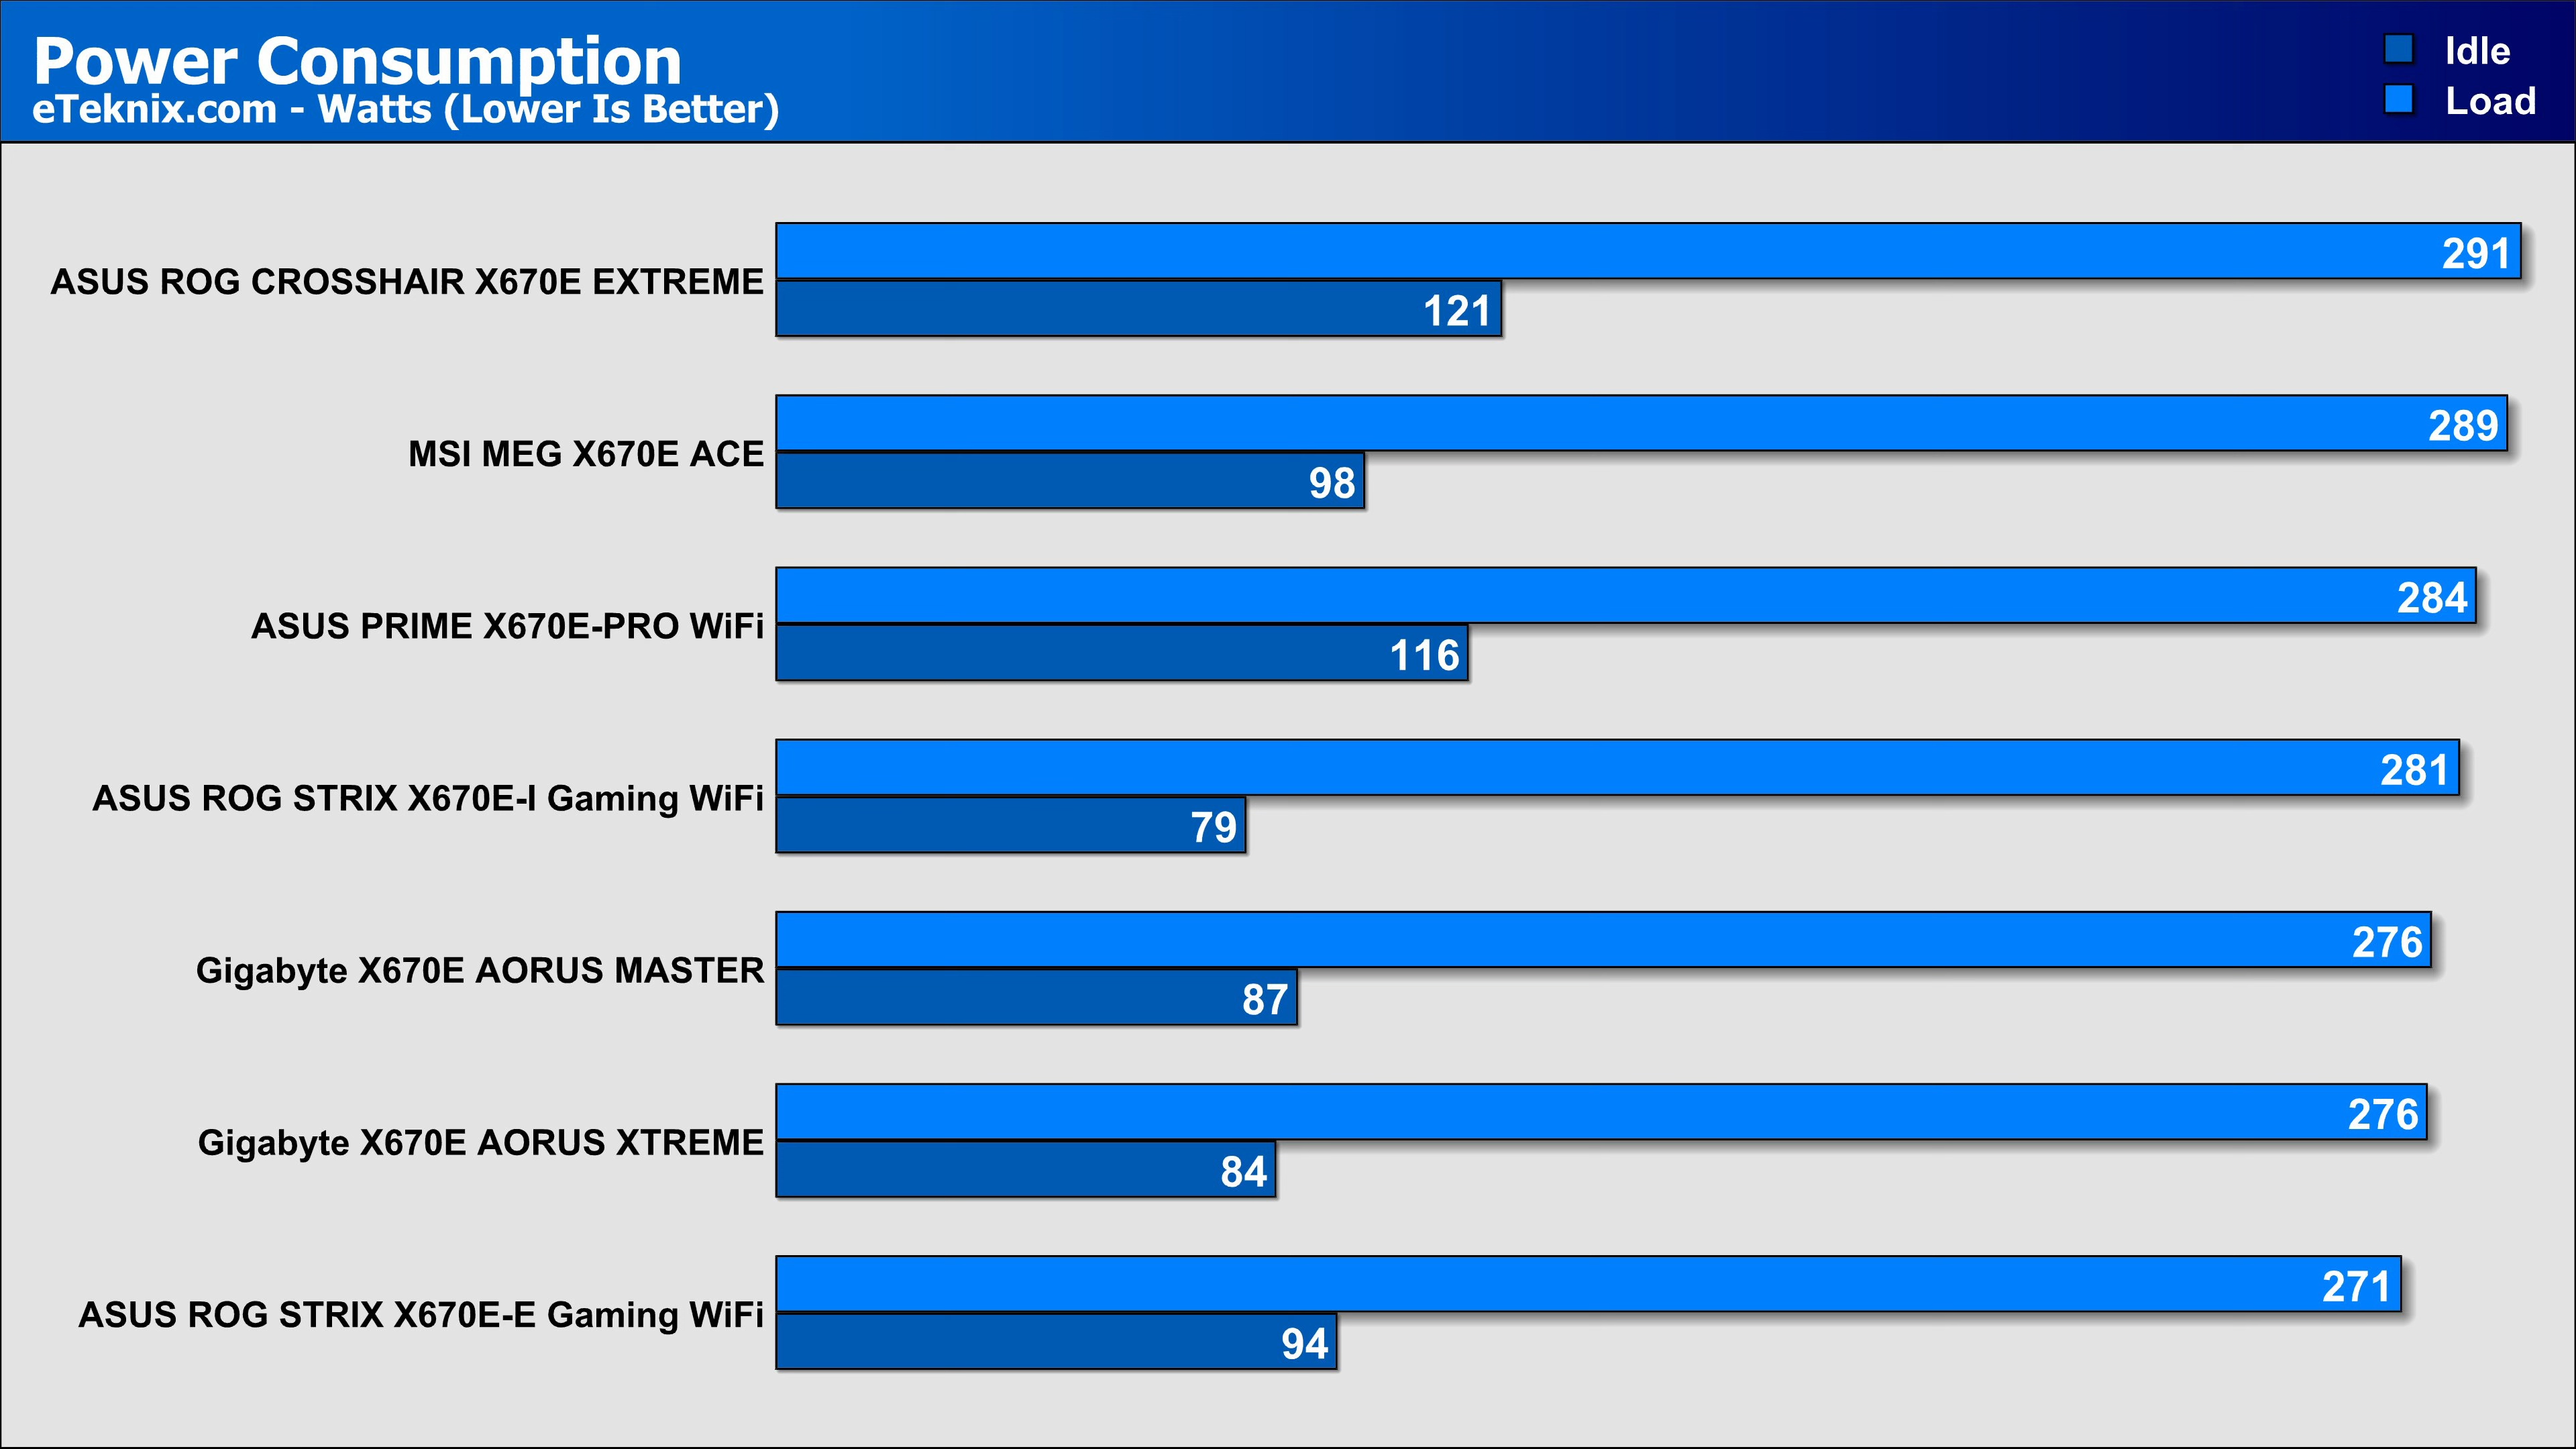 Power Consumption
eTeknix.com - Watts (Lower Is Better)
Idle
Load
ASUS ROG CROSSHAIR X670E EXTREME
291
121
MSI MEG X670E ACE
289
98
ASUS PRIME X670E-PRO WiFi
284
116
ASUS ROG STRIX X670E-I Gaming WiFi
281
79
Gigabyte X670E AORUS MASTER
276
87
Gigabyte X670E AORUS XTREME
276
84
ASUS ROG STRIX X670E-E Gaming WiFi
271
94